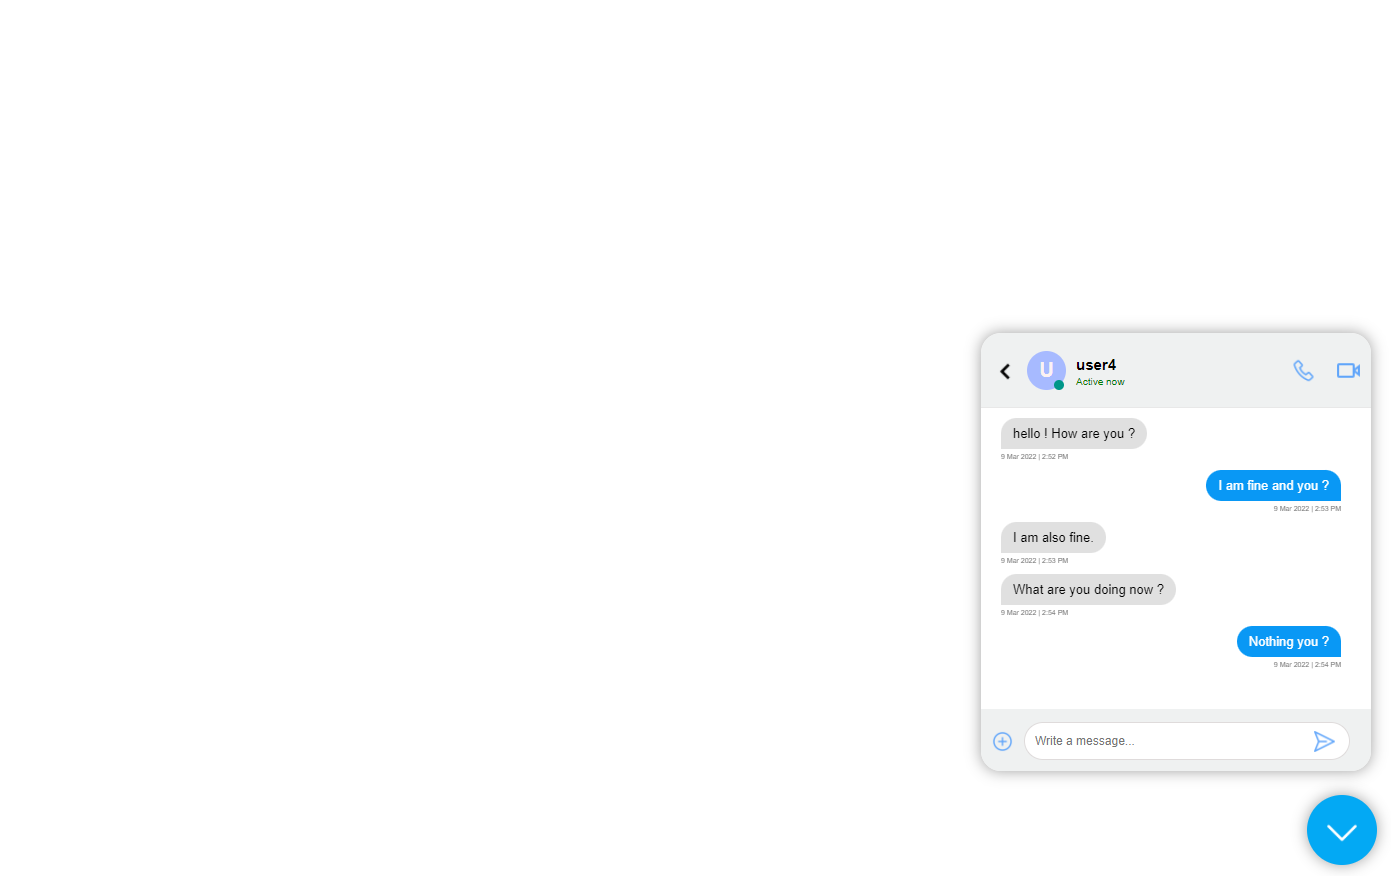 U
user4
Active now
hello ! How are you ?
9 Mar 2022 | 2:52 PM
I am fine and you ?
9 Mar 2022 | 2:53 PM
I am also fine.
9 Mar 2022 | 2:53 PM
What are you doing now ?
9 Mar 2022 | 2:54 PM
Nothing you ?
9 Mar 2022 | 2:54 PM
Write a message...